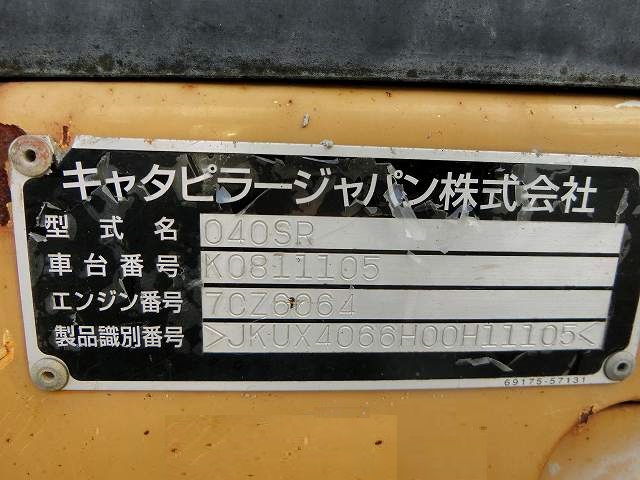 キャタピラージャパン株式会社
型式名 040SR
車台番号 K0811105
エンジン番号 7CZ6064
製品識別番号 >JKUX4066H00H11105<
69175-57131